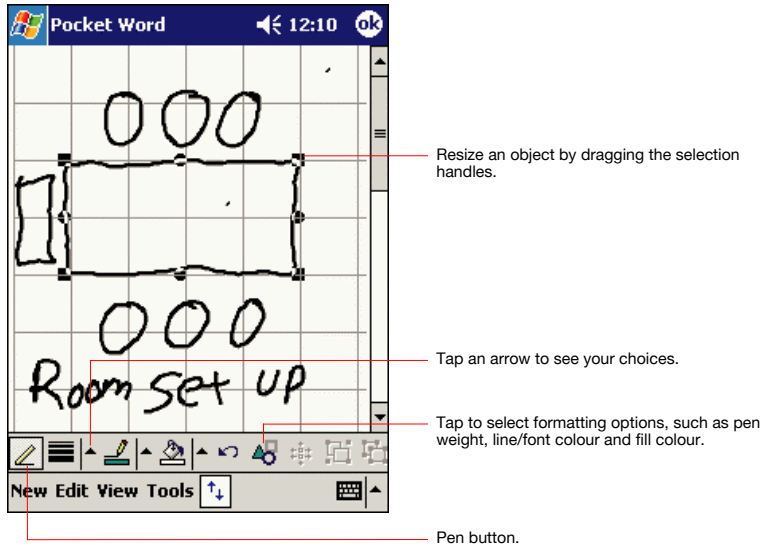 Pocket Word 12:10 ok
Resize an object by dragging the selection
handles.
Room Set UP
Tap an arrow to see your choices.
Tap to select formatting options, such as pen
weight, line/font colour and fill colour.
New Edit View Tools
Pen button.